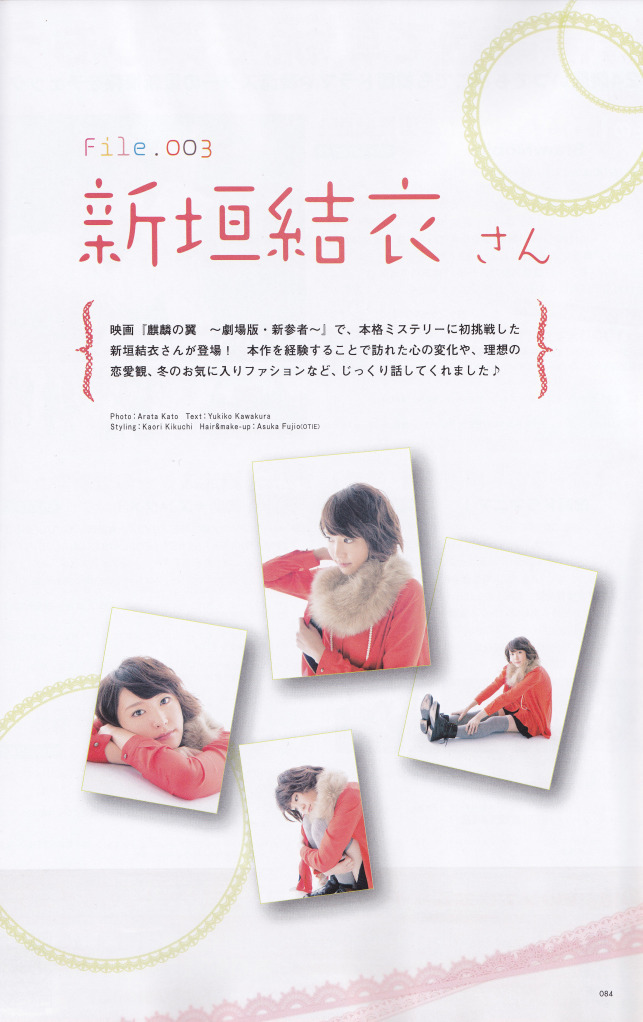 File.003
新垣結衣 さん
映画『麒麟の翼　～劇場版・新参者～』で、本格ミステリーに初挑戦した
新垣結衣さんが登場！　本作を経験することで訪れた心の変化や、理想の
恋愛観、冬のお気に入りファッションなど、じっくり話してくれました♪
Photo：Arata Kato　Text：Yukiko Kawakura
Styling：Kaori Kikuchi　Hair&make-up：Asuka Fujio(OTIE)
084